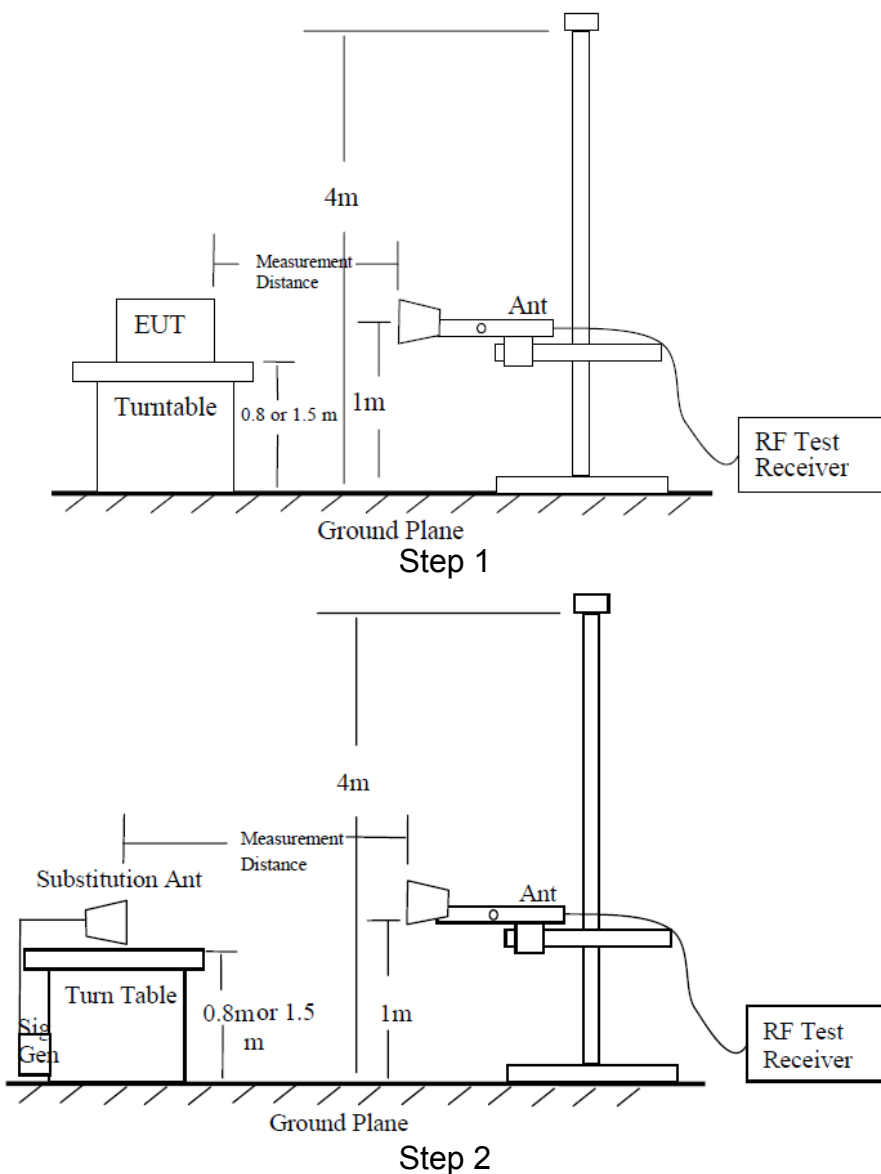 4m
Measurement
Distance
EUT
Ant
Turntable
0.8 or 1.5 m
1m
RF Test
Receiver
Ground Plane
Step 1
4m
Measurement
Distance
Substitution Ant
Ant
Turn Table
0.8m or 1.5
m
1m
Sig
Gen
RF Test
Receiver
Ground Plane
Step 2